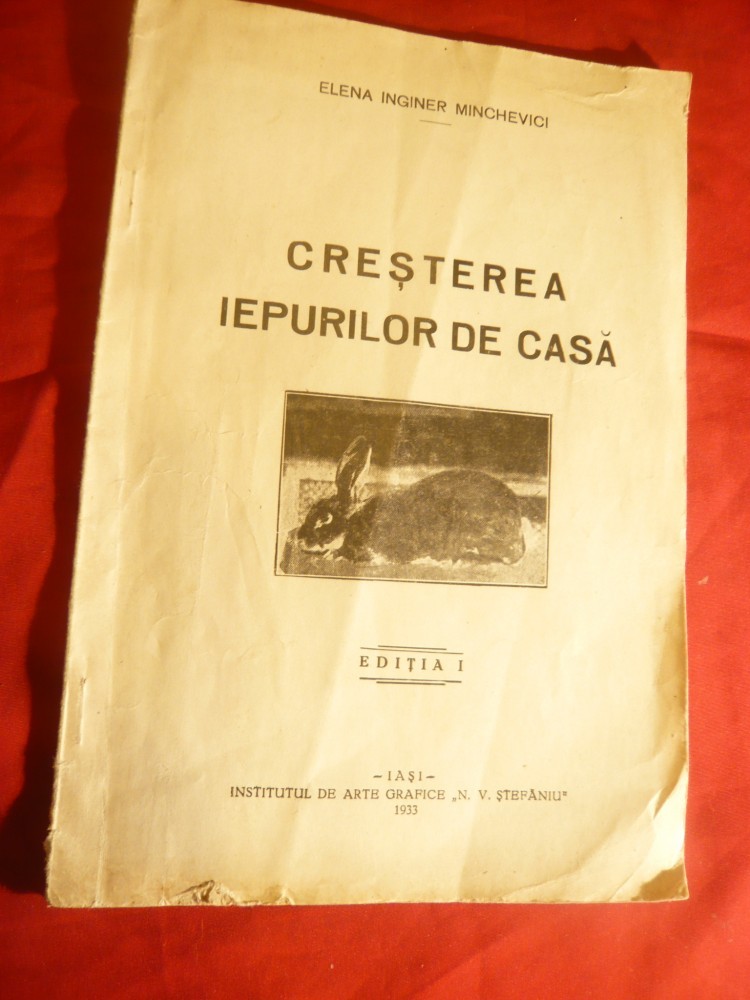 ELENA INGINER MINCHEVICI
CREȘTEREA
IEPURILOR DE CASĂ
EDIȚIA I
– IAȘI –
INSTITUTUL DE ARTE GRAFICE „N. V. ȘTEFĂNIU"
1933